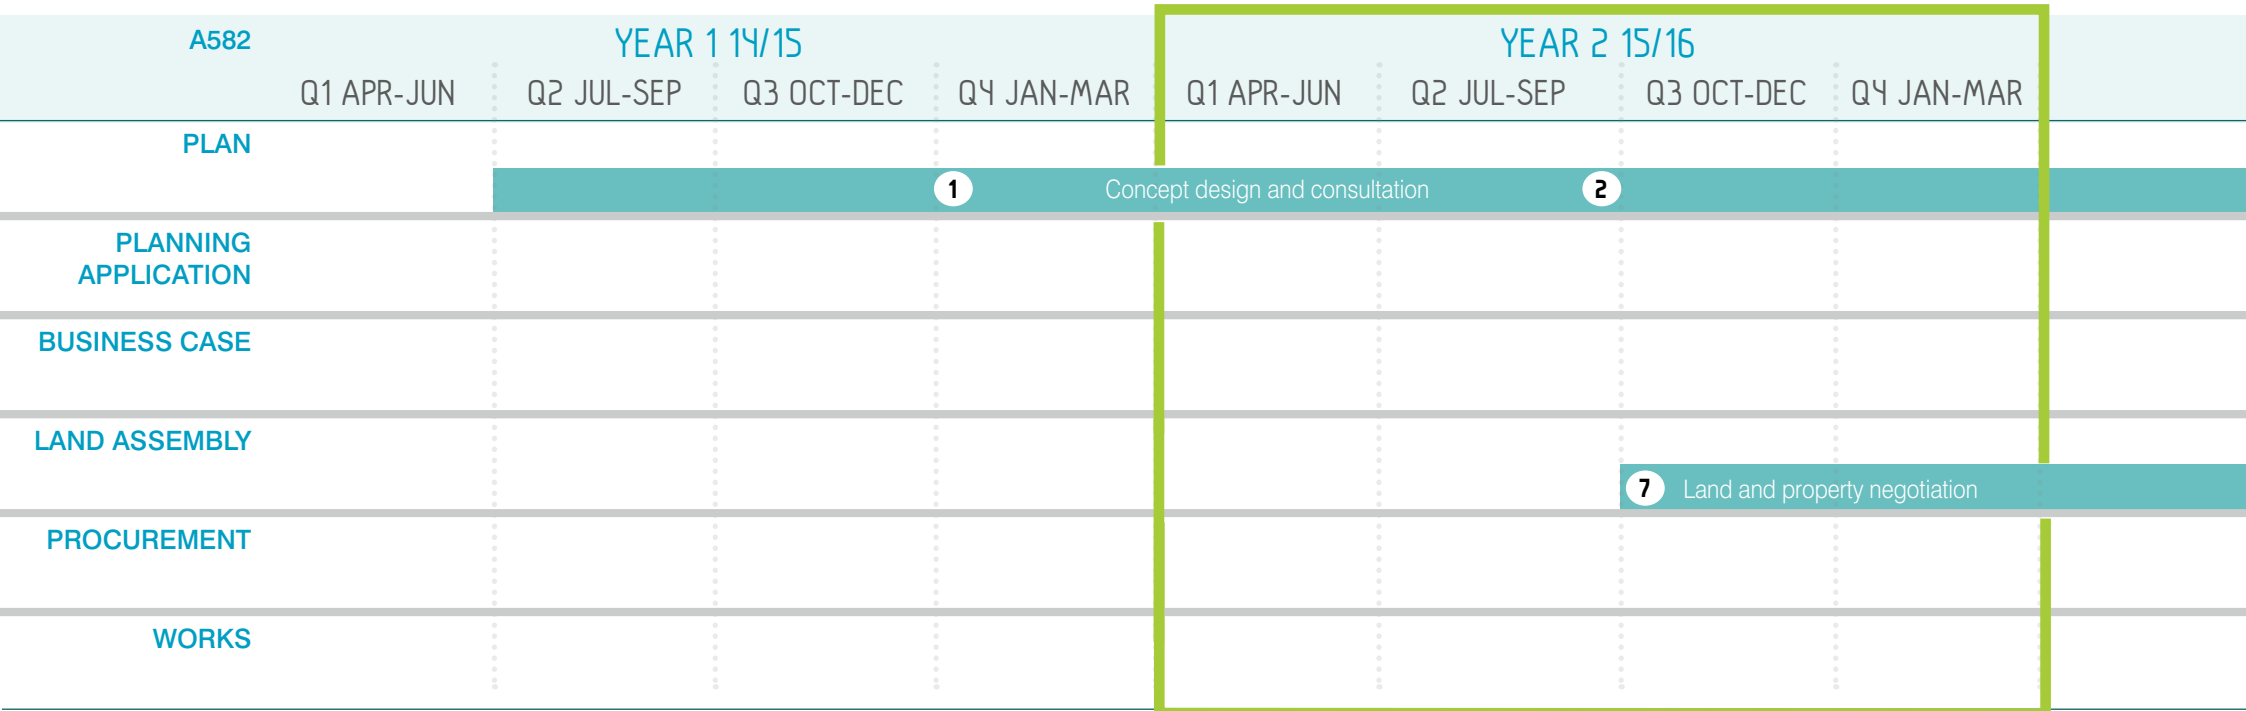 A582
YEAR 1 14/15
YEAR 2 15/16
Q1 APR-JUN
Q2 JUL-SEP
Q3 OCT-DEC
Q4 JAN-MAR
Q1 APR-JUN
Q2 JUL-SEP
Q3 OCT-DEC
Q4 JAN-MAR
PLAN
1
Concept design and consultation
2
PLANNING
APPLICATION
BUSINESS CASE
LAND ASSEMBLY
7
Land and property negotiation
PROCUREMENT
WORKS